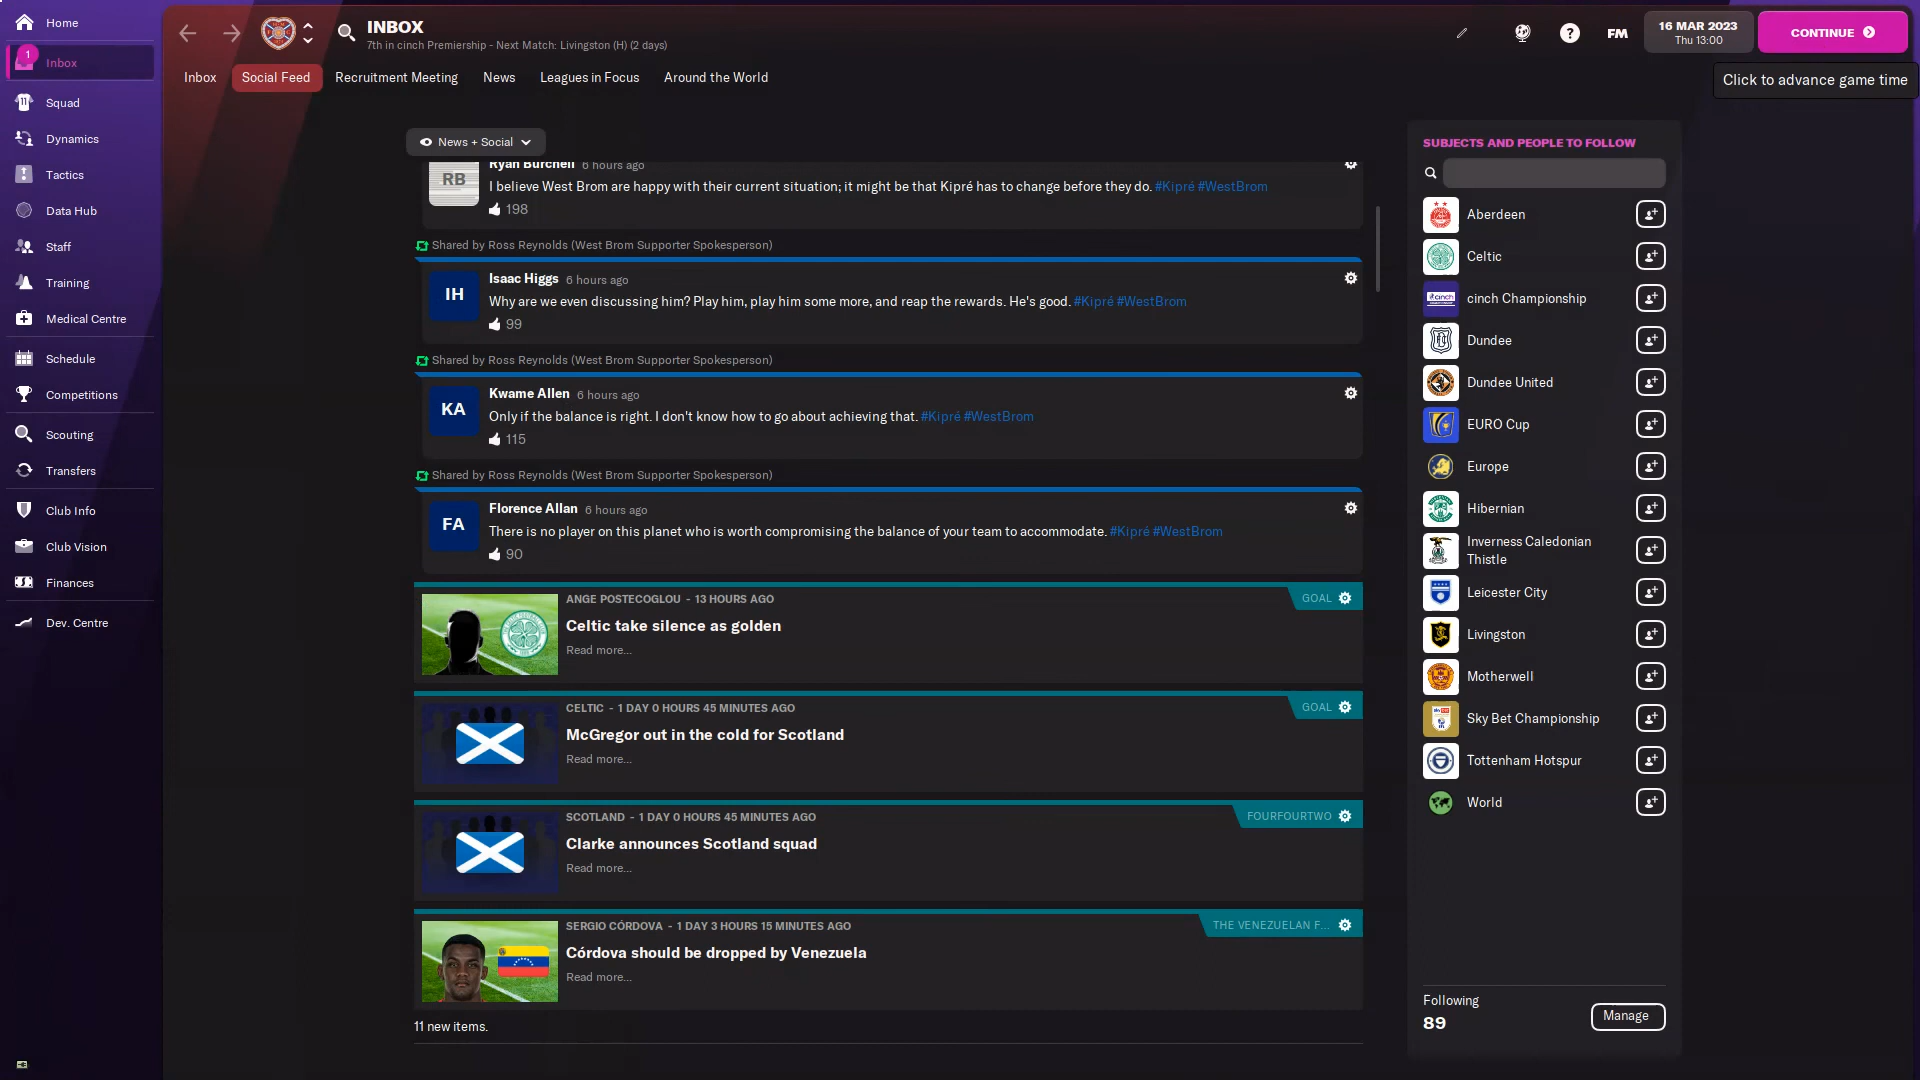 Home
INBOX
7th in cinch Premiership - Next Match: Livingston (H) (2 days)
FM
16 MAR 2023
Thu 13:00
CONTINUE
Click to advance game time
1
Inbox
Squad
Dynamics
Tactics
Data Hub
Staff
Training
Medical Centre
Schedule
Competitions
Scouting
Transfers
Club Info
Club Vision
Finances
Dev. Centre
Inbox
Social Feed
Recruitment Meeting
News
Leagues in Focus
Around the World
News + Social
RB
Ryan Burchell 6 hours ago
I believe West Brom are happy with their current situation; it might be that Kipré has to change before they do. #Kipré #WestBrom
198
Shared by Ross Reynolds (West Brom Supporter Spokesperson)
IH
Isaac Higgs 6 hours ago
Why are we even discussing him? Play him, play him some more, and reap the rewards. He's good. #Kipré #WestBrom
99
Shared by Ross Reynolds (West Brom Supporter Spokesperson)
KA
Kwame Allen 6 hours ago
Only if the balance is right. I don't know how to go about achieving that. #Kipré #WestBrom
115
Shared by Ross Reynolds (West Brom Supporter Spokesperson)
FA
Florence Allan 6 hours ago
There is no player on this planet who is worth compromising the balance of your team to accommodate. #Kipré #WestBrom
90
ANGE POSTECOGLOU - 13 HOURS AGO
GOAL
Celtic take silence as golden
Read more...
CELTIC - 1 DAY 0 HOURS 45 MINUTES AGO
GOAL
McGregor out in the cold for Scotland
Read more...
SCOTLAND - 1 DAY 0 HOURS 45 MINUTES AGO
FOURFOURTWO
Clarke announces Scotland squad
Read more...
SERGIO CÓRDOVA - 1 DAY 3 HOURS 15 MINUTES AGO
THE VENEZUELAN F...
Córdova should be dropped by Venezuela
Read more...
11 new items.
SUBJECTS AND PEOPLE TO FOLLOW
Aberdeen
Celtic
cinch Championship
Dundee
Dundee United
EURO Cup
Europe
Hibernian
Inverness Caledonian
Thistle
Leicester City
Livingston
Motherwell
Sky Bet Championship
Tottenham Hotspur
World
Following
89
Manage